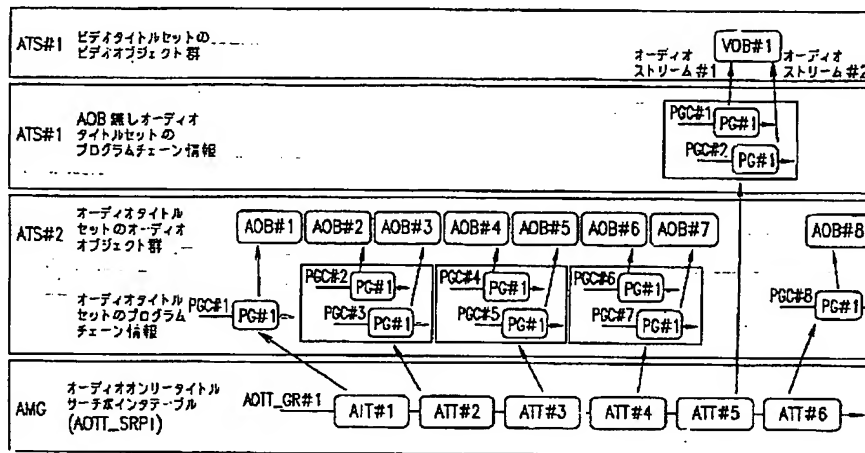 ATS#1
ビデオタイトルセットの
ビデオオブジェクト群
VOB#1
オーディオ
ストリーム#1
オーディオ
ストリーム#2
ATS#1
AOB無しオーディオ
タイトルセットの
プログラムチェーン情報
PGC#1
PG#1
PGC#2
PG#1
ATS#2
オーディオタイトル
セットのオーディオ
オブジェクト群
AOB#1
AOB#2
AOB#3
AOB#4
AOB#5
AOB#6
AOB#7
AOB#8
オーディオタイトル
セットのプログラム
チェーン情報
PGC#1
PG#1
PGC#2
PG#1
PGC#3
PG#1
PGC#4
PG#1
PGC#5
PG#1
PGC#6
PG#1
PGC#7
PG#1
PGC#8
PG#1
AMG
オーディオオンリータイトル
サーチポインタテーブル
(AOTT_SRPI)
AOTT_GR#1
ATT#1
ATT#2
ATT#3
ATT#4
ATT#5
ATT#6